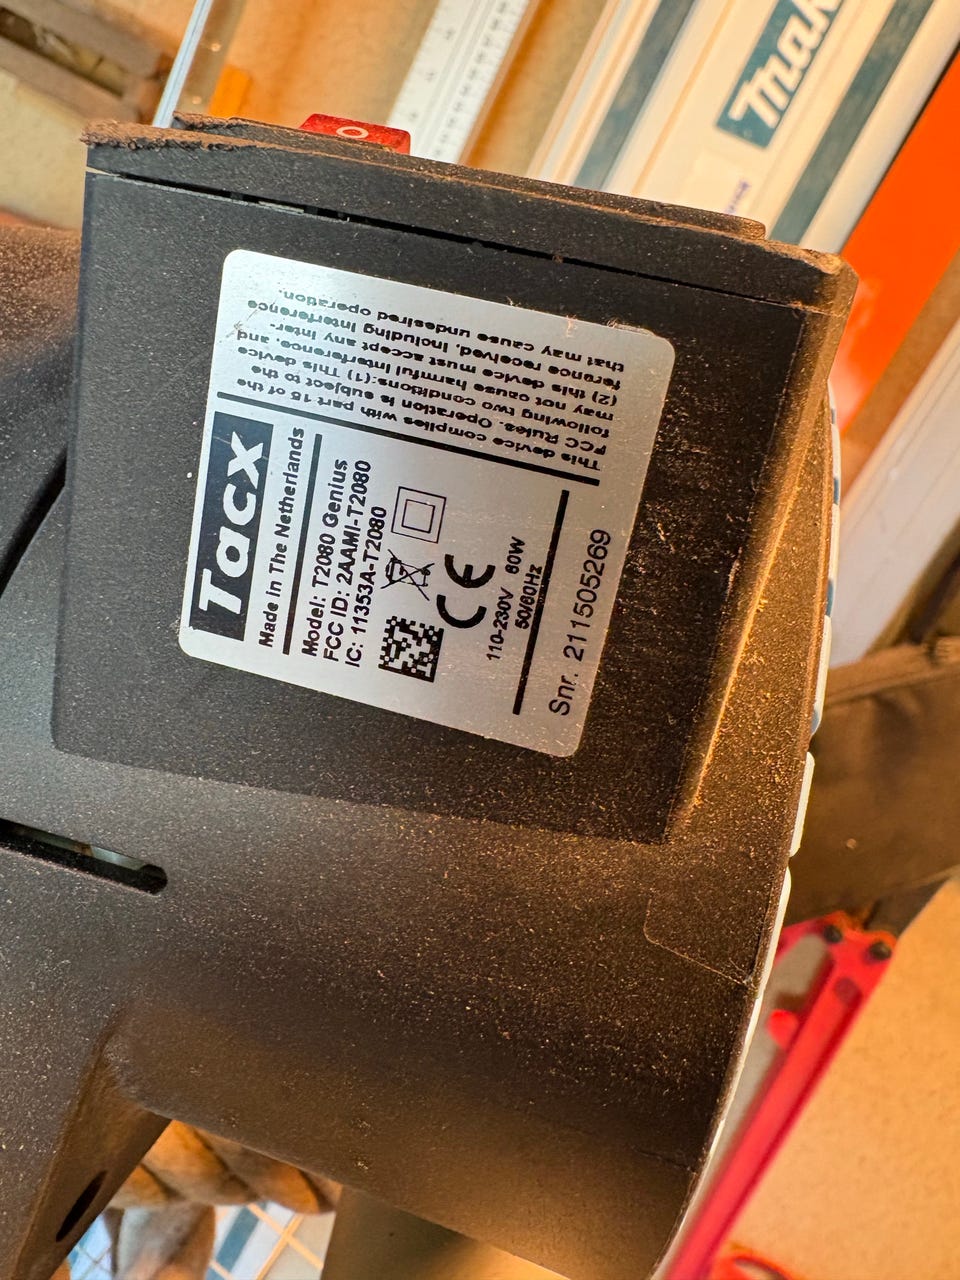 Tacx
Made in The Netherlands
Model: T2080 Genius
FCC ID: 2AAMI-T2080
IC: 11353A-T2080
CE
110-230V 80W
50/60Hz
Snr. 211505269
This device complies with part 15 of the
FCC Rules. Operation is subject to the
following two conditions: (1) This device
may not cause harmful interference, and
(2) this device must accept any inter-
ference received, including interference
that may cause undesired operation.
O